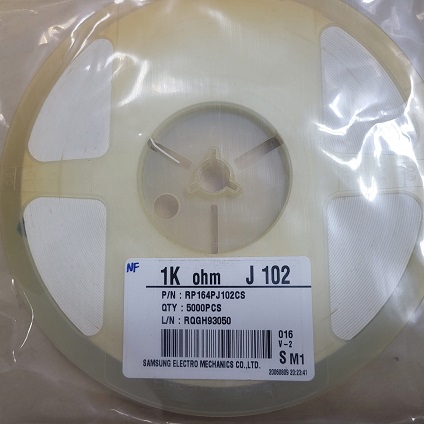 NF
1K ohm J 102
P/N : RP164PJ102CS
QTY : 5000PCS
L/N : RQGH93050
016
V-2
S M1
SAMSUNG ELECTRO MECHANICS CO.,LTD.